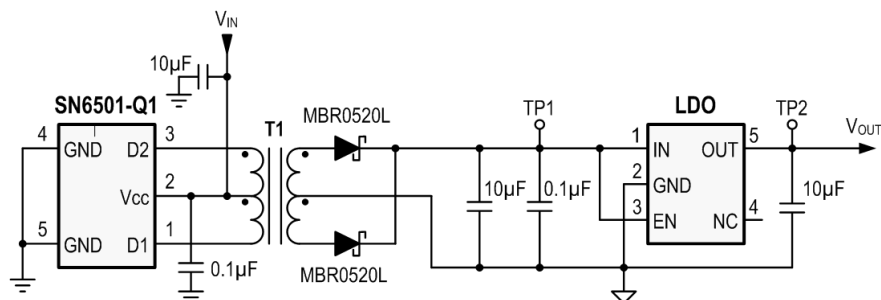 VIN
10µF
SN6501-Q1
4
GND
D2
3
VCC
2
5
GND
D1
1
0.1µF
T1
MBR0520L
MBR0520L
TP1
10µF
0.1µF
LDO
1
IN
OUT
5
2
GND
3
EN
NC
4
TP2
VOUT
10µF